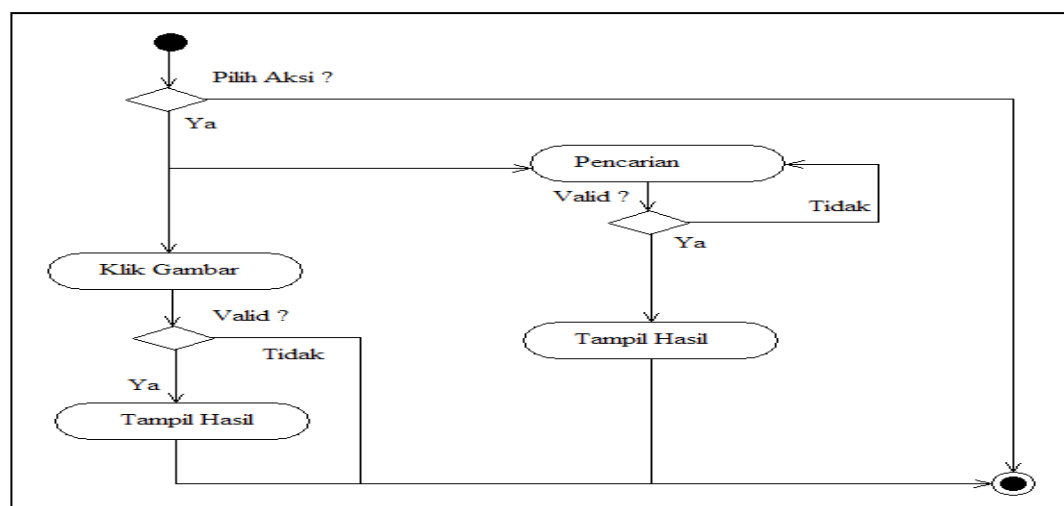 Pilih Aksi ?
Ya
Pencarian
Valid ?
Tidak
Ya
Klik Gambar
Valid ?
Tidak
Tampil Hasil
Ya
Tampil Hasil